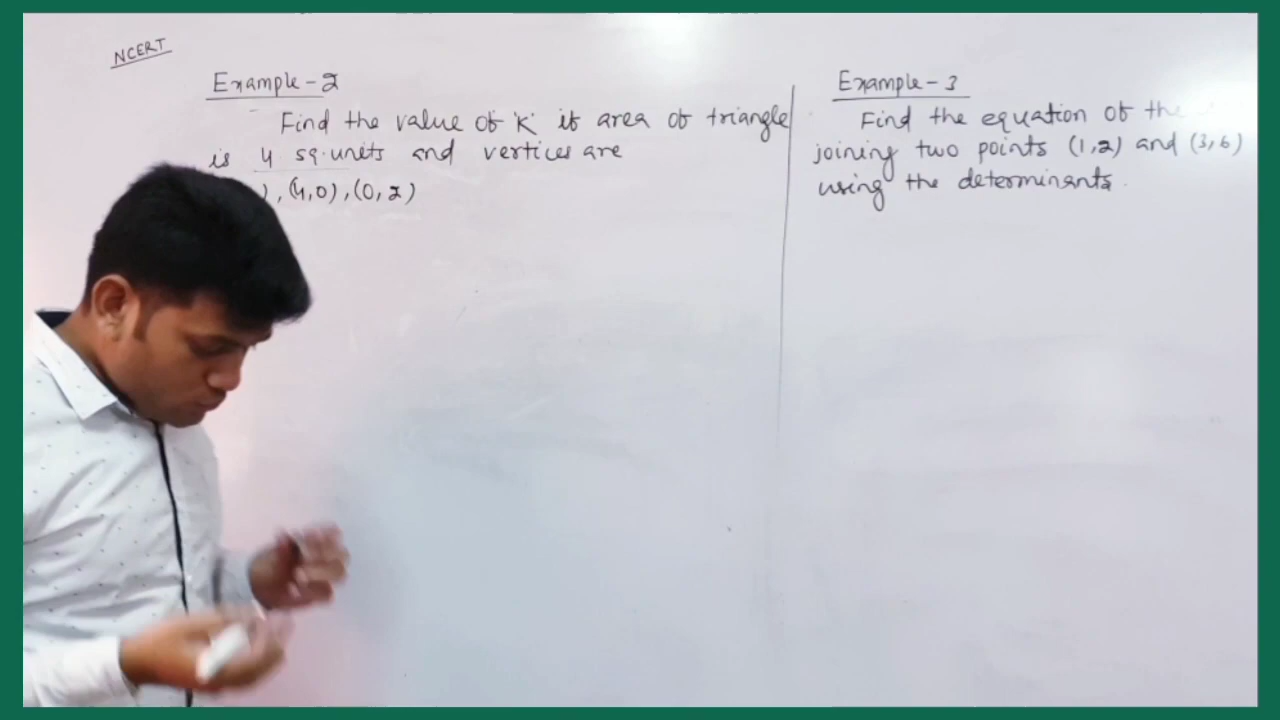 NCERT
Example-2
Find the value of 'K' if area of triangle
is 4 sq. units and vertices are
), (4,0), (0, 2)
Example-3
Find the equation of the
joining two points (1,2) and (3,6)
using the determinants.